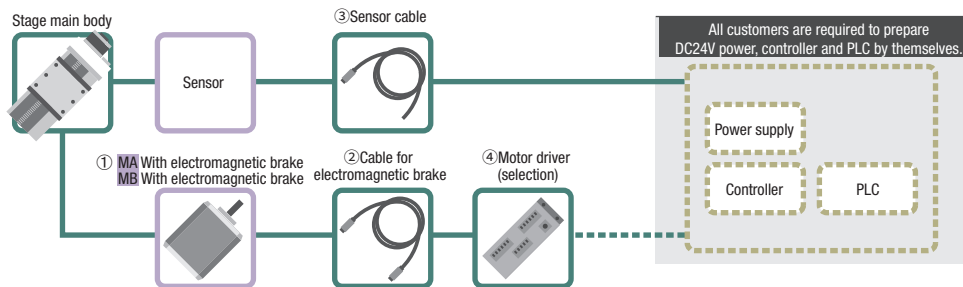 Stage main body
③Sensor cable
All customers are required to prepare
DC24V power, controller and PLC by themselves.
Sensor
Power supply
① MA With electromagnetic brake
MB With electromagnetic brake
②Cable for
electromagnetic brake
④Motor driver
(selection)
Controller
PLC